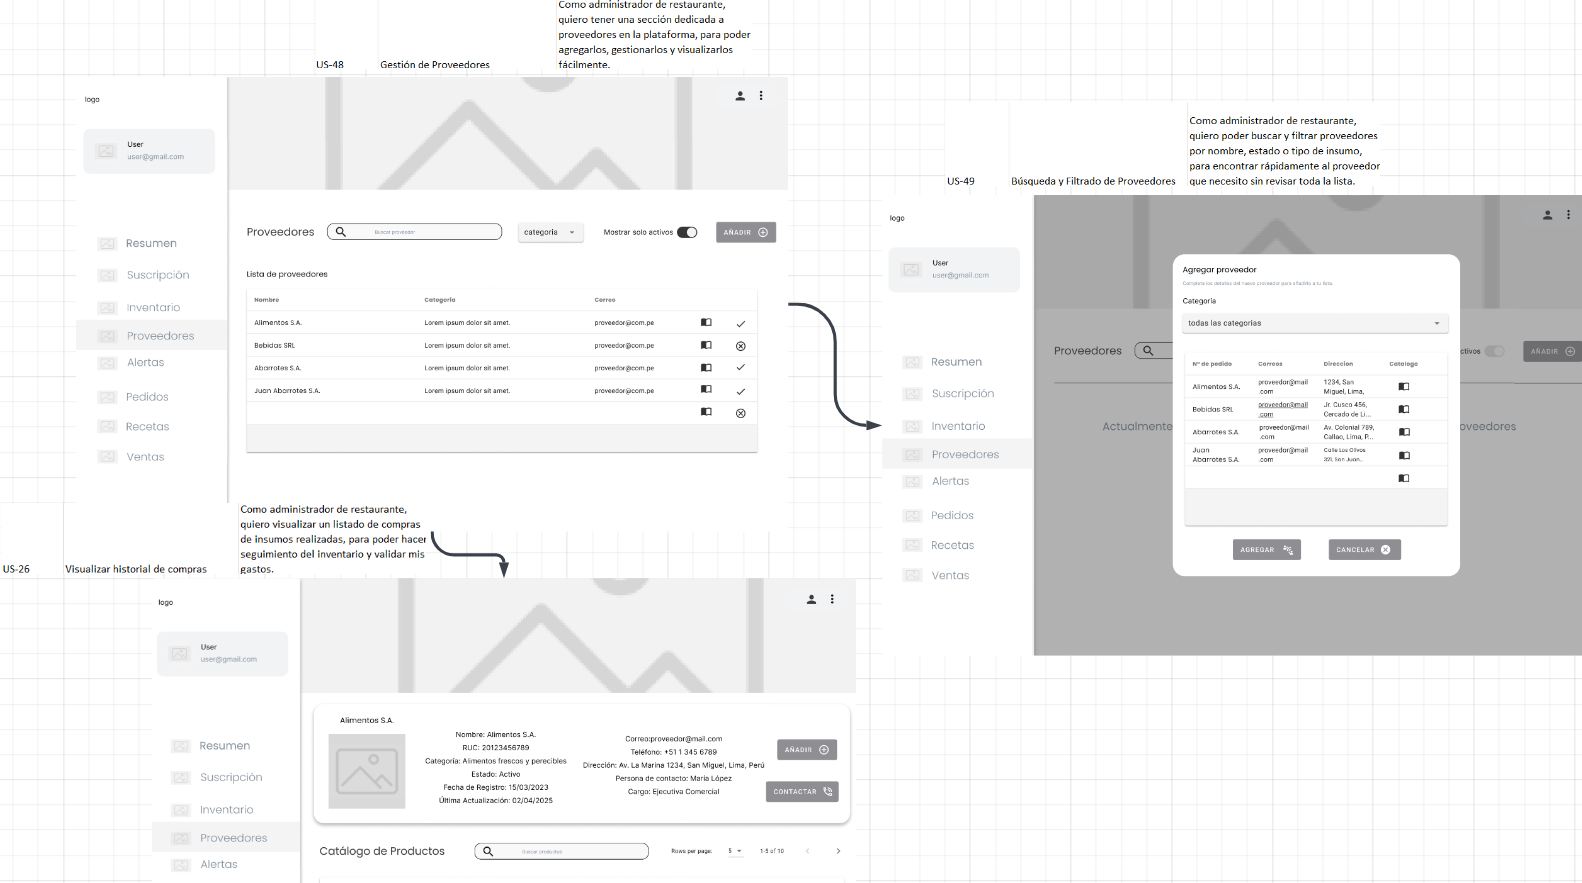 Como administrador de restaurante,
quiero tener una sección dedicada a
proveedores en la plataforma, para poder
agregarlos, gestionarlos y visualizarlos
US-48 Gestión de Proveedores fácilmente.
logo
User
user@gmail.com
Resumen
Suscripción
Inventario
Proveedores
Alertas
Pedidos
Recetas
Ventas
Proveedores Buscar proveedor categoria Mostrar solo activos AÑADIR
Lista de proveedores
Nombre Categoría Correo
Alimentos S.A. Lorem ipsum dolor sit amet. proveedor@com.pe
Bebidas SRL Lorem ipsum dolor sit amet. proveedor@com.pe
Abarrotes S.A. Lorem ipsum dolor sit amet. proveedor@com.pe
Juan Abarrotes S.A. Lorem ipsum dolor sit amet. proveedor@com.pe
Como administrador de restaurante,
quiero poder buscar y filtrar proveedores
por nombre, estado o tipo de insumo,
para encontrar rápidamente al proveedor
US-49 Búsqueda y Filtrado de Proveedores que necesito sin revisar toda la lista.
logo
User
user@gmail.com
Resumen
Suscripción
Inventario
Proveedores
Alertas
Pedidos
Recetas
Ventas
Proveedores ctivos AÑADIR
Actualmente oveedores
Agregar proveedor
Completa los detalles del nuevo proveedor para añadirlo a tu lista.
Categoría
todas las categorias
N° de pedido Correos Direccion Catalogo
Alimentos S.A. proveedor@mail.com 1234, San
Miguel, Lima,
Bebidas SRL proveedor@mail.com Jr. Cusco 456,
Cercado de Li...
Abarrotes S.A. proveedor@mail.com Av. Colonial 789,
Callao, Lima, P...
Juan
Abarrotes S.A. proveedor@mail.com Calle Los Olivos
321, San Juan...
AGREGAR CANCELAR
Como administrador de restaurante,
quiero visualizar un listado de compras
de insumos realizadas, para poder hacer
seguimiento del inventario y validar mis
US-26 Visualizar historial de compras gastos.
logo
User
user@gmail.com
Resumen
Suscripción
Inventario
Proveedores
Alertas
Alimentos S.A.
Nombre: Alimentos S.A.
RUC: 20123456789
Categoría: Alimentos frescos y perecibles
Estado: Activo
Fecha de Registro: 15/03/2023
Última Actualización: 02/04/2025
Correo:proveedor@mail.com
Teléfono: +51 1 345 6789
Dirección: Av. La Marina 1234, San Miguel, Lima, Perú
Persona de contacto: María López
Cargo: Ejecutiva Comercial
AÑADIR
CONTACTAR
Catálogo de Productos Buscar productos Rows per page: 5 1-5 of 10